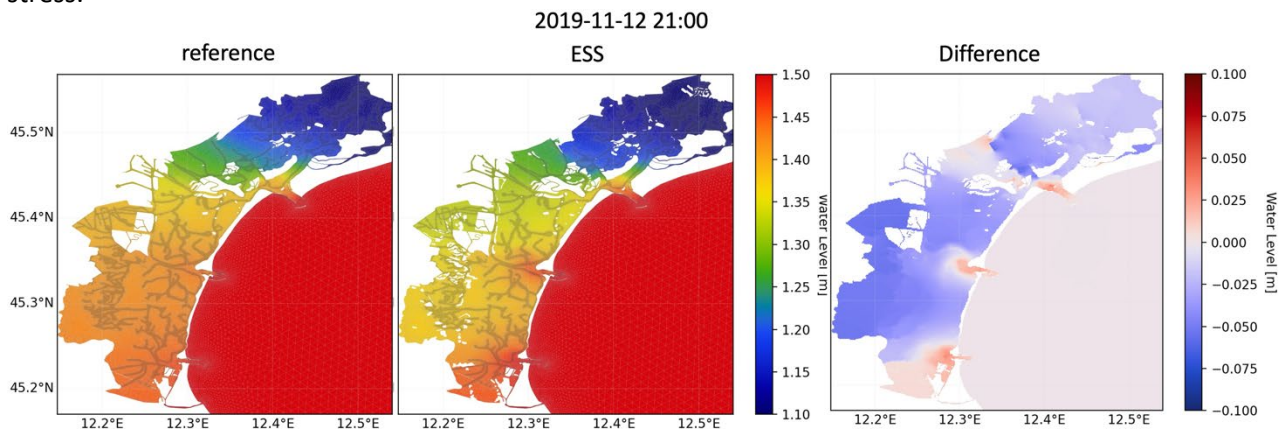 stress.
2019-11-12 21:00
reference
ESS
Difference
45.5°N
45.4°N
45.3°N
45.2°N
12.2°E 12.3°E 12.4°E 12.5°E
12.2°E 12.3°E 12.4°E 12.5°E
1.50
1.45
1.40
1.35
1.30
1.25
1.20
1.15
1.10
Water Level [m]
12.2°E 12.3°E 12.4°E 12.5°E
0.100
0.075
0.050
0.025
0.000
−0.025
−0.050
−0.075
−0.100
Water Level [m]